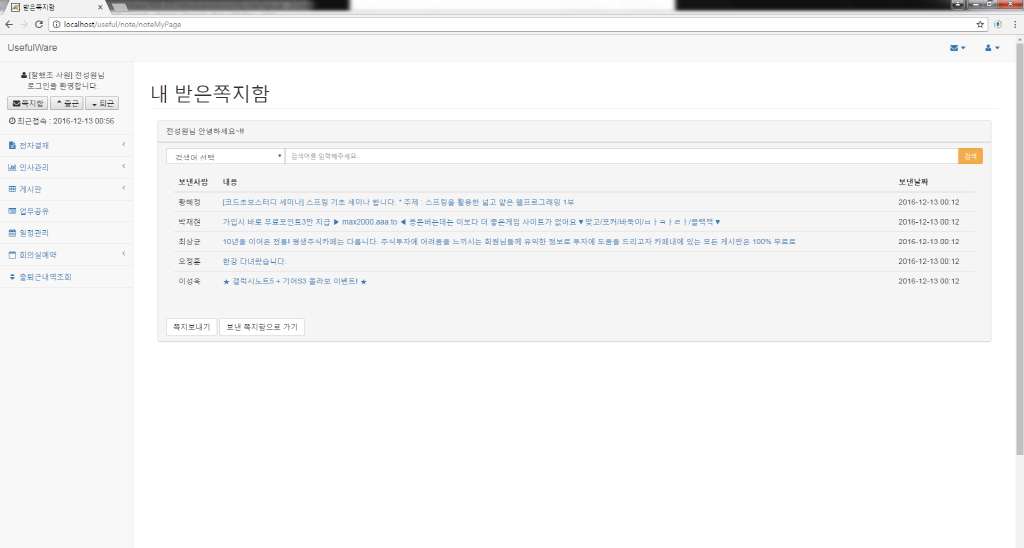 받은쪽지함
localhost/useful/note/noteMyPage
UsefulWare
[잘했조 사원] 전성원님
로그인을 환영합니다.
쪽지함 출근 퇴근
최근접속 : 2016-12-13 00:56
전자결재
인사관리
게시판
업무공유
일정관리
회의실예약
출퇴근내역조회
내 받은쪽지함
전성원님 안녕하세요~!!
검색어 선택 검색어를 입력해주세요.. 검색
보낸사람 내용 보낸날짜
황혜정 [코드초보스터디 세미나] 스프링 기초 세미나 합니다. * 주제 : 스프링을 활용한 넓고 얕은 웹프로그래밍 1부 2016-12-13 00:12
박재현 가입시 바로 무료포인트3만 지급 ▶ max2000.aaa.to ◀ 용돈버는데는 이보다 더 좋은게임 사이트가 없어요 ♥ 맞고/포커/바둑이/ㅂㅏㅋㅏㄹㅏ/블랙잭 ♥ 2016-12-13 00:12
최상균 10년을 이어온 전통!! 평생주식카페는 다릅니다. 주식투자에 어려움을 느끼시는 회원님들께 유익한 정보로 투자에 도움을 드리고자 카페내에 있는 모든 게시판은 100% 무료로 2016-12-13 00:12
오정훈 한강 다녀왔습니다. 2016-12-13 00:12
이성욱 ★ 갤럭시노트5 + 기어S3 콜라보 이벤트! ★ 2016-12-13 00:12
쪽지보내기 보낸 쪽지함으로 가기